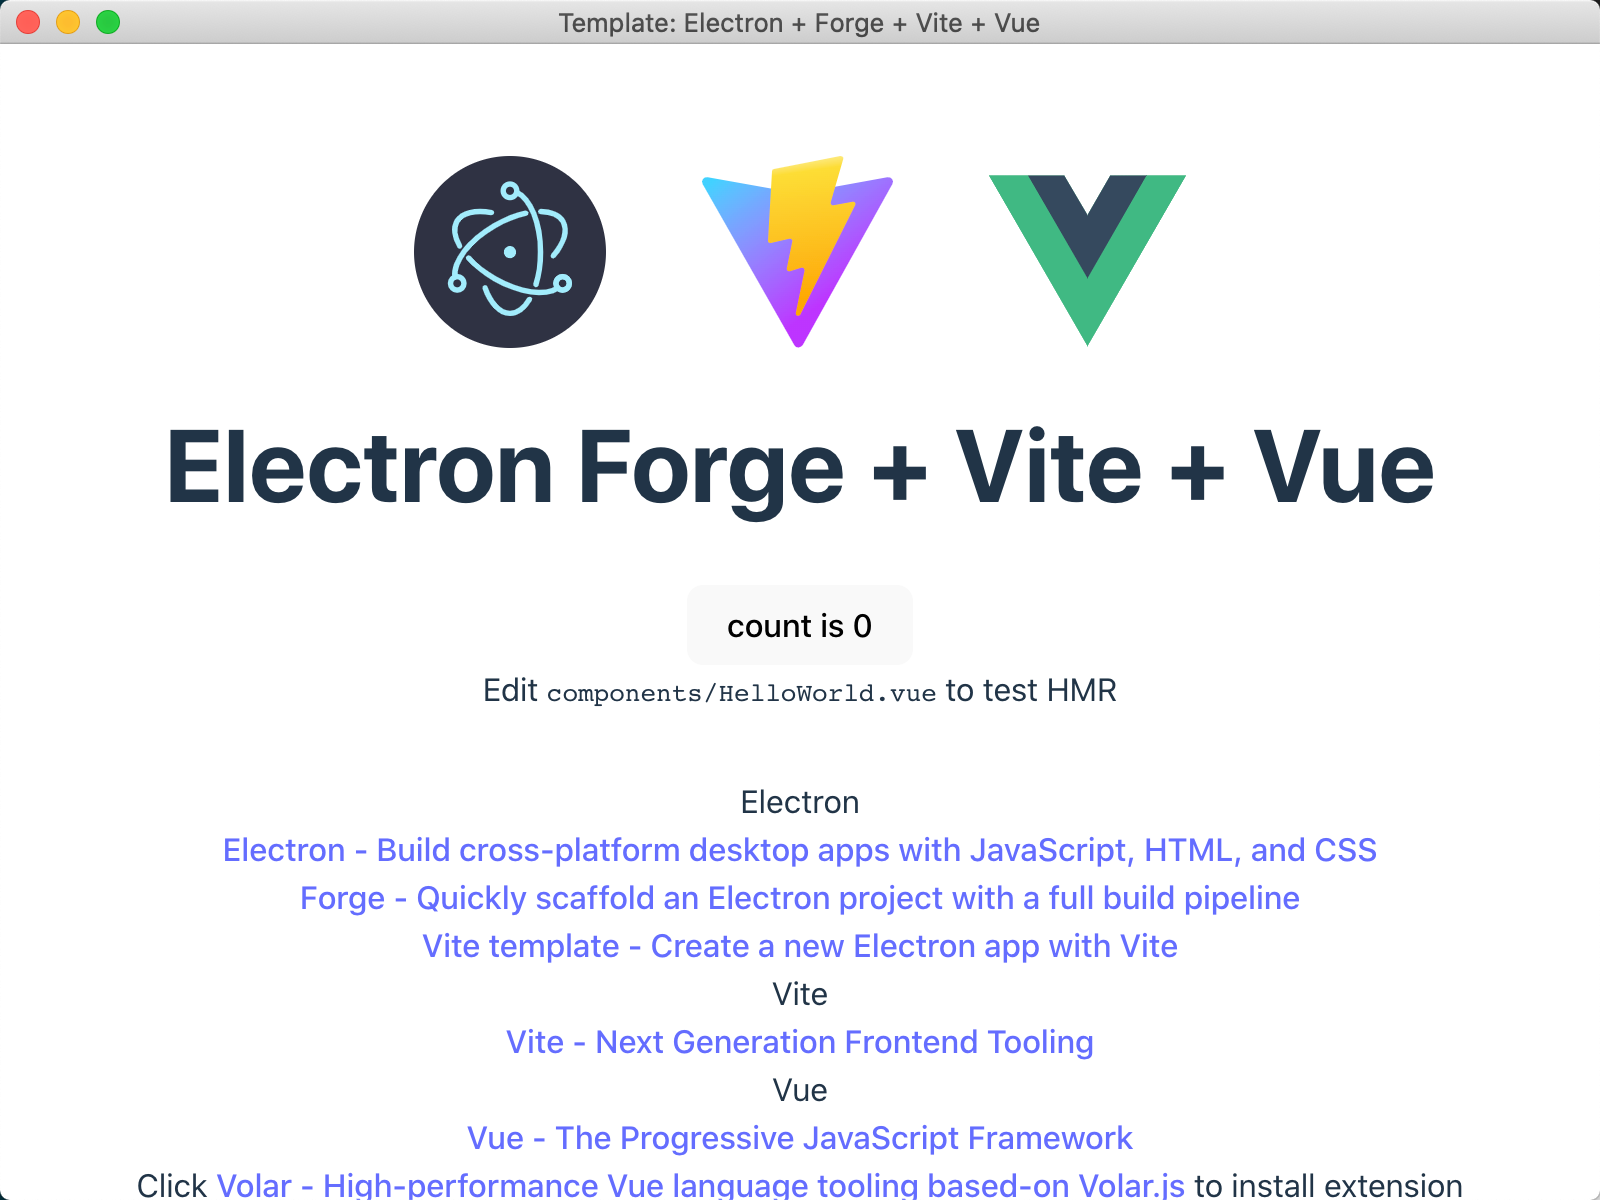 Template: Electron + Forge + Vite + Vue
Electron Forge + Vite + Vue
count is 0
Edit components/HelloWorld.vue to test HMR
Electron
Electron - Build cross-platform desktop apps with JavaScript, HTML, and CSS
Forge - Quickly scaffold an Electron project with a full build pipeline
Vite template - Create a new Electron app with Vite
Vite
Vite - Next Generation Frontend Tooling
Vue
Vue - The Progressive JavaScript Framework
Click Volar - High-performance Vue language tooling based-on Volar.js to install extension